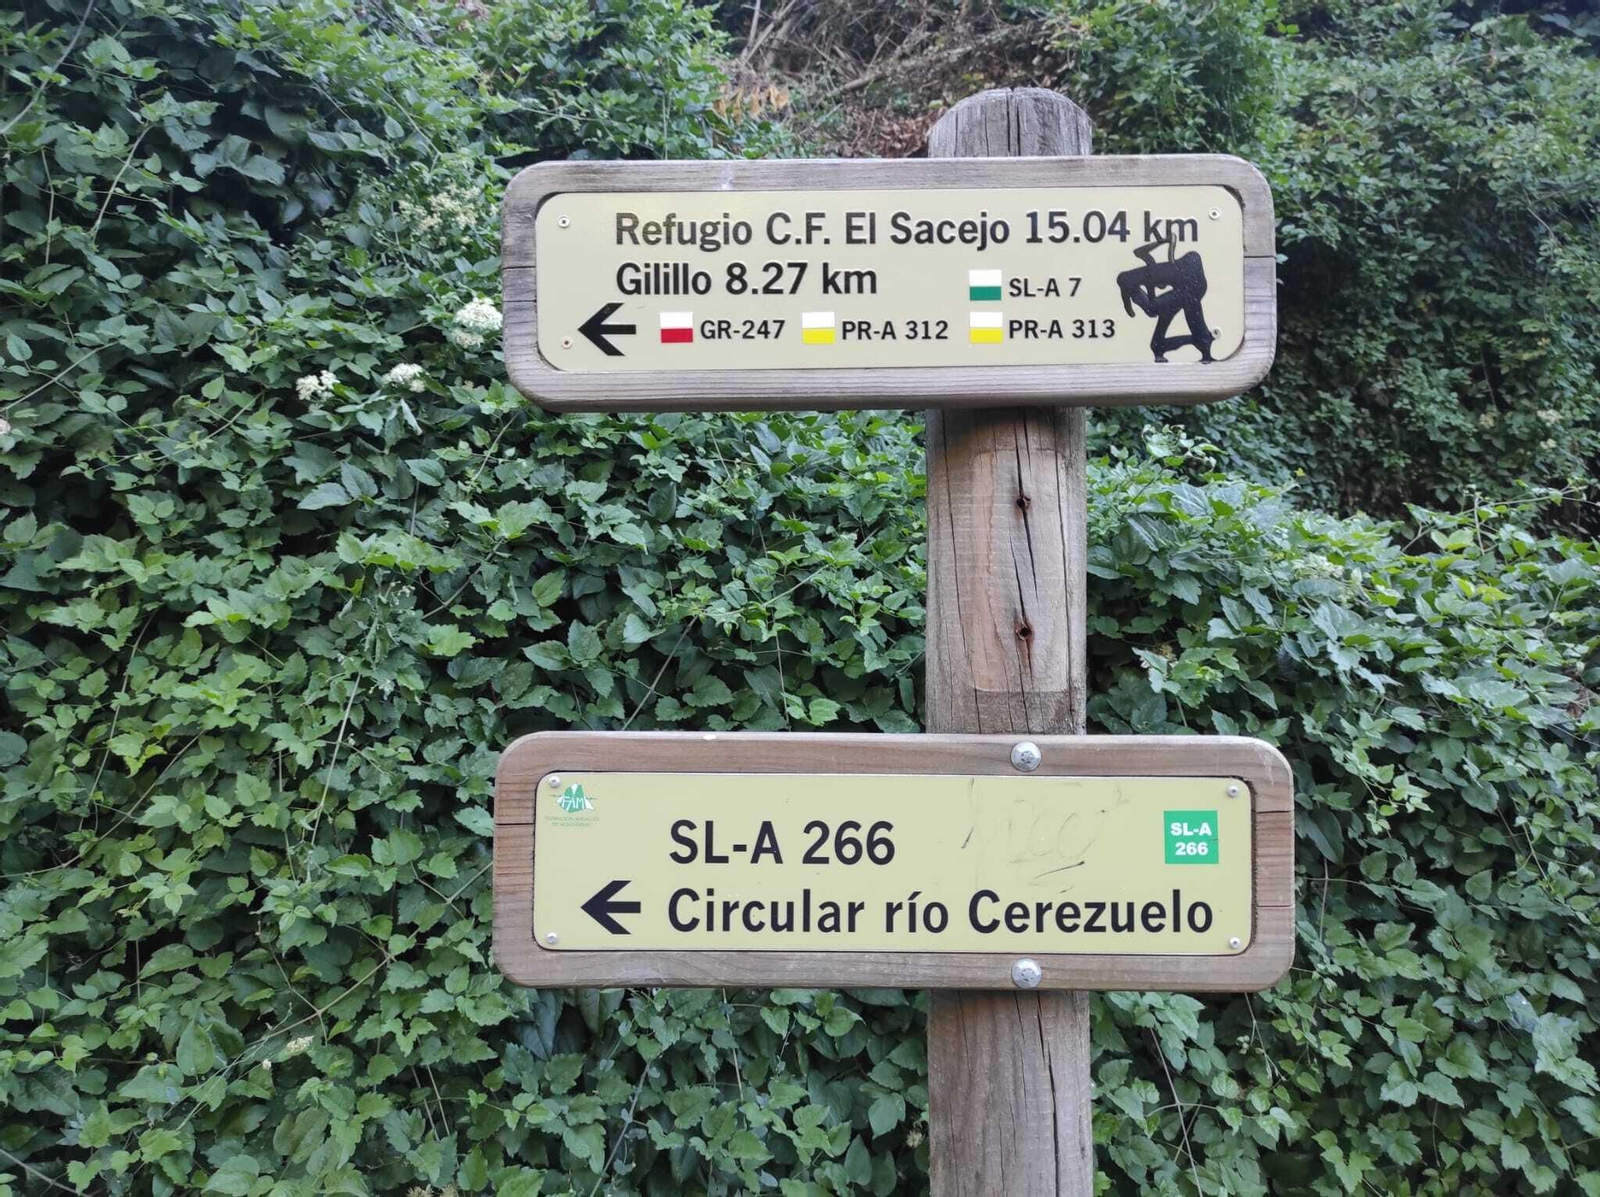 Refugio C.F. El Sacejo 15.04 km
Gilillo 8.27 km
SL-A 7
GR-247 PR-A 312 PR-A 313
FAM
SL-A 266
SL-A
266
Circular río Cerezuelo